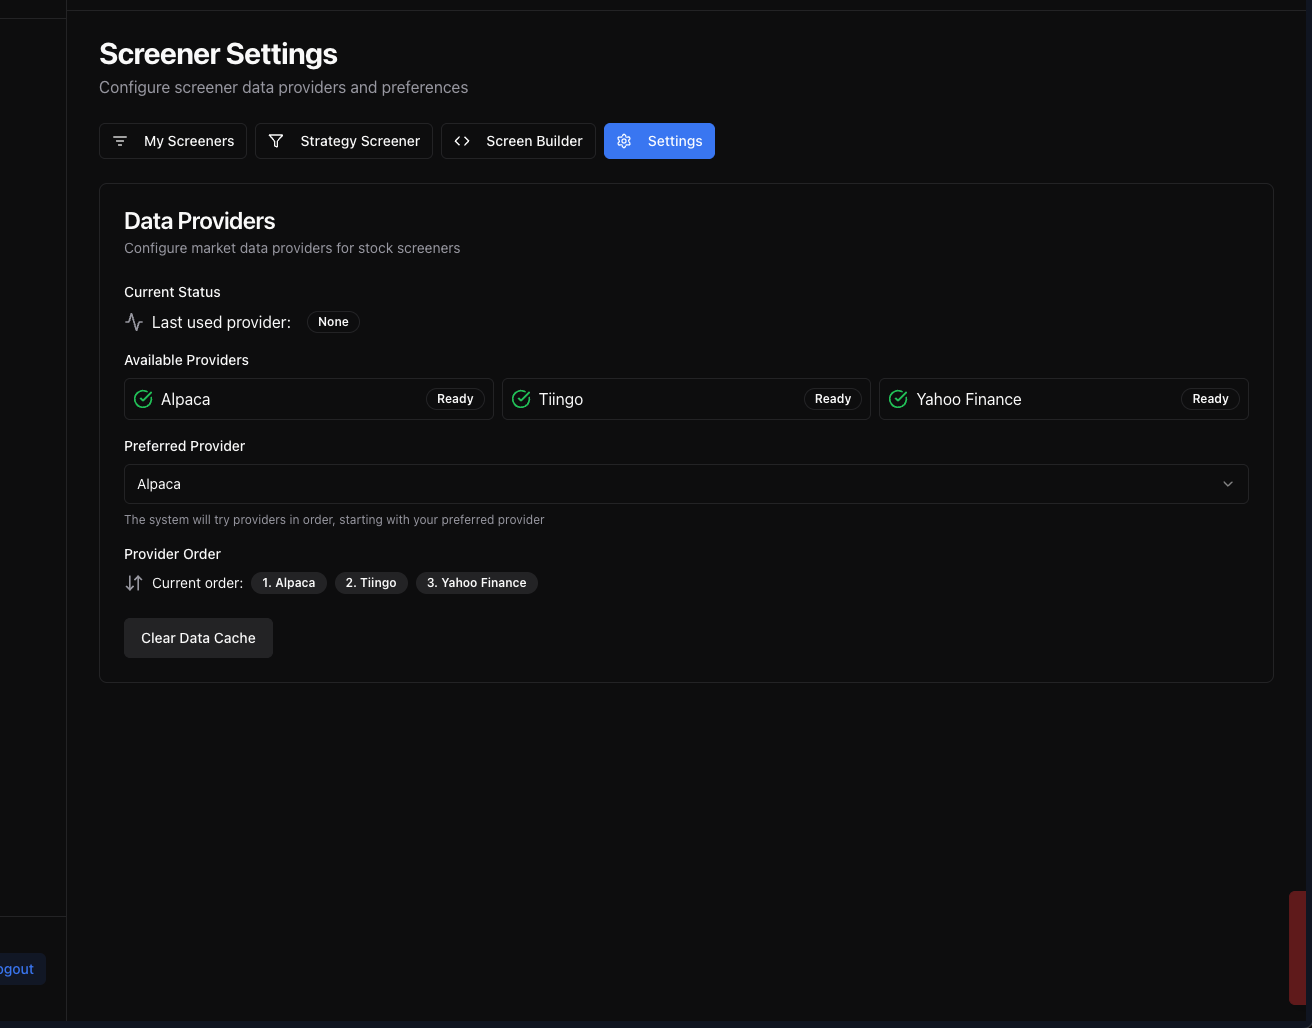 Screener Settings
Configure screener data providers and preferences
My Screeners
Strategy Screener
Screen Builder
Settings
Data Providers
Configure market data providers for stock screeners
Current Status
Last used provider: None
Available Providers
Alpaca Ready
Tiingo Ready
Yahoo Finance Ready
Preferred Provider
Alpaca
The system will try providers in order, starting with your preferred provider
Provider Order
Current order: 1. Alpaca 2. Tiingo 3. Yahoo Finance
Clear Data Cache
ogout